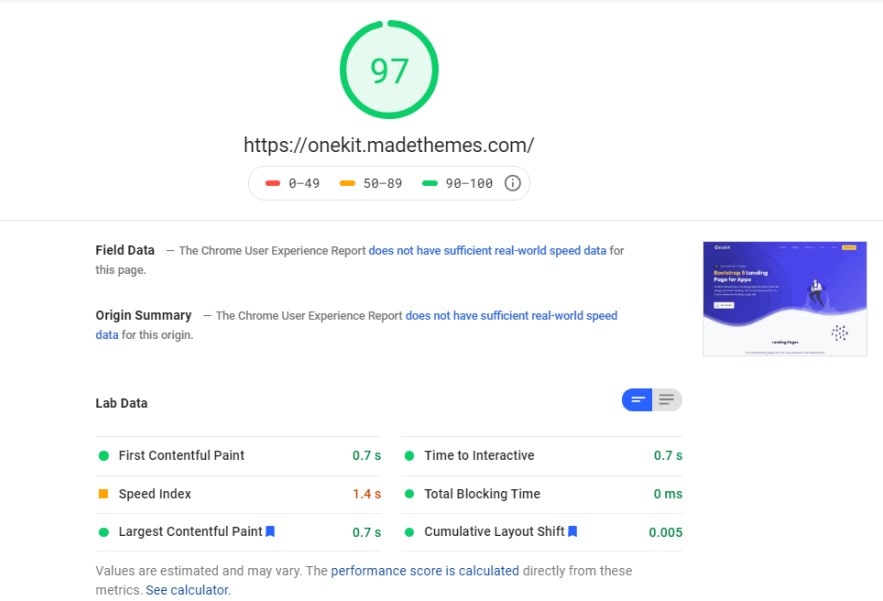 97
https://onekit.madethemes.com/
0–49 50–89 90–100
Field Data — The Chrome User Experience Report does not have sufficient real-world speed data for
this page.
Origin Summary — The Chrome User Experience Report does not have sufficient real-world speed
data for this origin.
Onekit
Bootstrap 5 Landing
Page for Apps
Landing Pages
Lab Data
First Contentful Paint 0.7 s
Time to Interactive 0.7 s
Speed Index 1.4 s
Total Blocking Time 0 ms
Largest Contentful Paint 0.7 s
Cumulative Layout Shift 0.005
Values are estimated and may vary. The performance score is calculated directly from these
metrics. See calculator.